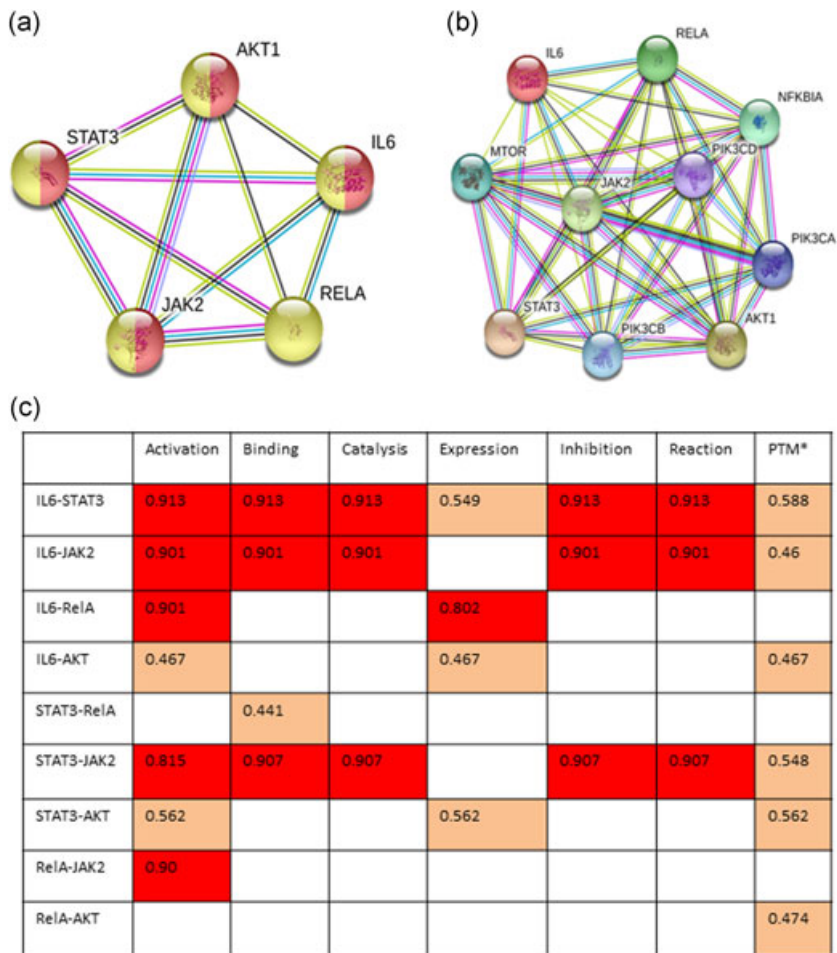 (a)
AKT1
STAT3
IL6
JAK2
RELA
(b)
IL6
RELA
NFKBIA
MTOR
PIK3CD
JAK2
PIK3CA
STAT3
PIK3CB
AKT1
(c)
Activation Binding Catalysis Expression Inhibition Reaction PTM*
IL6-STAT3 0.913 0.913 0.913 0.549 0.913 0.913 0.588
IL6-JAK2 0.901 0.901 0.901 0.901 0.901 0.46
IL6-RelA 0.901 0.802
IL6-AKT 0.467 0.467 0.467
STAT3-RelA 0.441
STAT3-JAK2 0.815 0.907 0.907 0.907 0.907 0.548
STAT3-AKT 0.562 0.562 0.562
RelA-JAK2 0.90
RelA-AKT 0.474